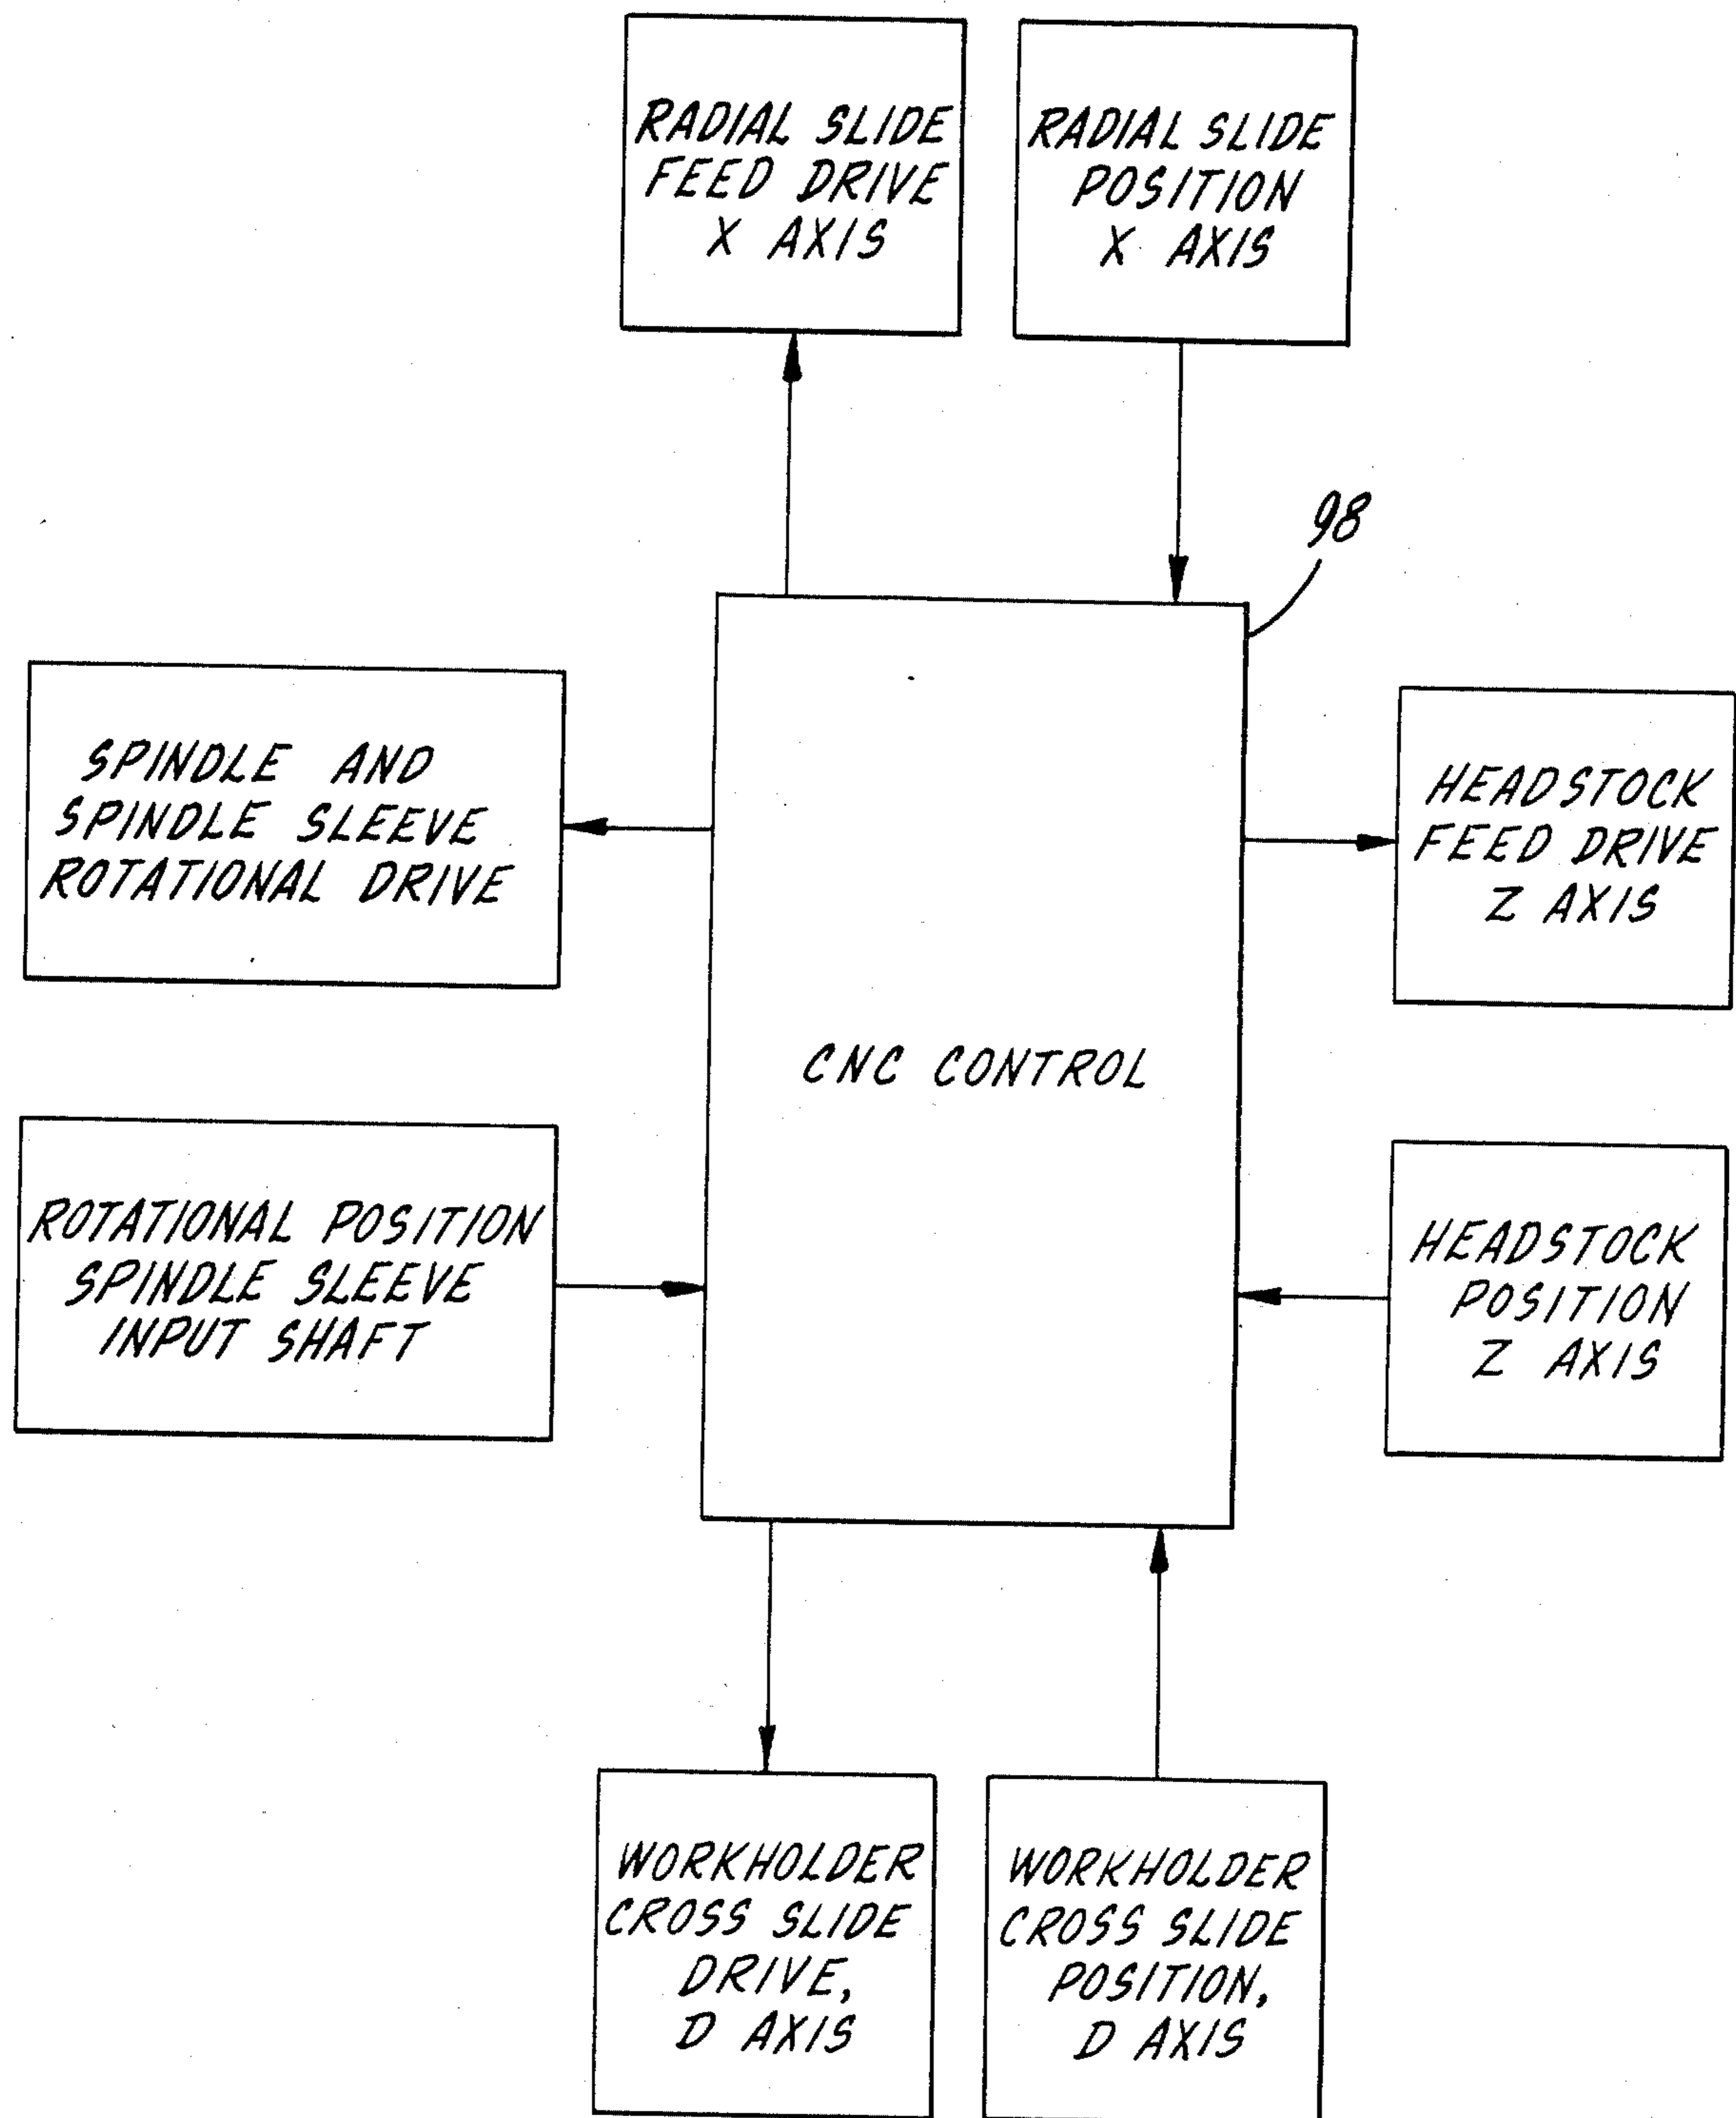 RADIAL SLIDE
FEED DRIVE
X AXIS
RADIAL SLIDE
POSITION
X AXIS
98
SPINDLE AND
SPINDLE SLEEVE
ROTATIONAL DRIVE
HEADSTOCK
FEED DRIVE
Z AXIS
CNC CONTROL
ROTATIONAL POSITION
SPINDLE SLEEVE
INPUT SHAFT
HEADSTOCK
POSITION
Z AXIS
WORKHOLDER
CROSS SLIDE
DRIVE,
D AXIS
WORKHOLDER
CROSS SLIDE
POSITION,
D AXIS